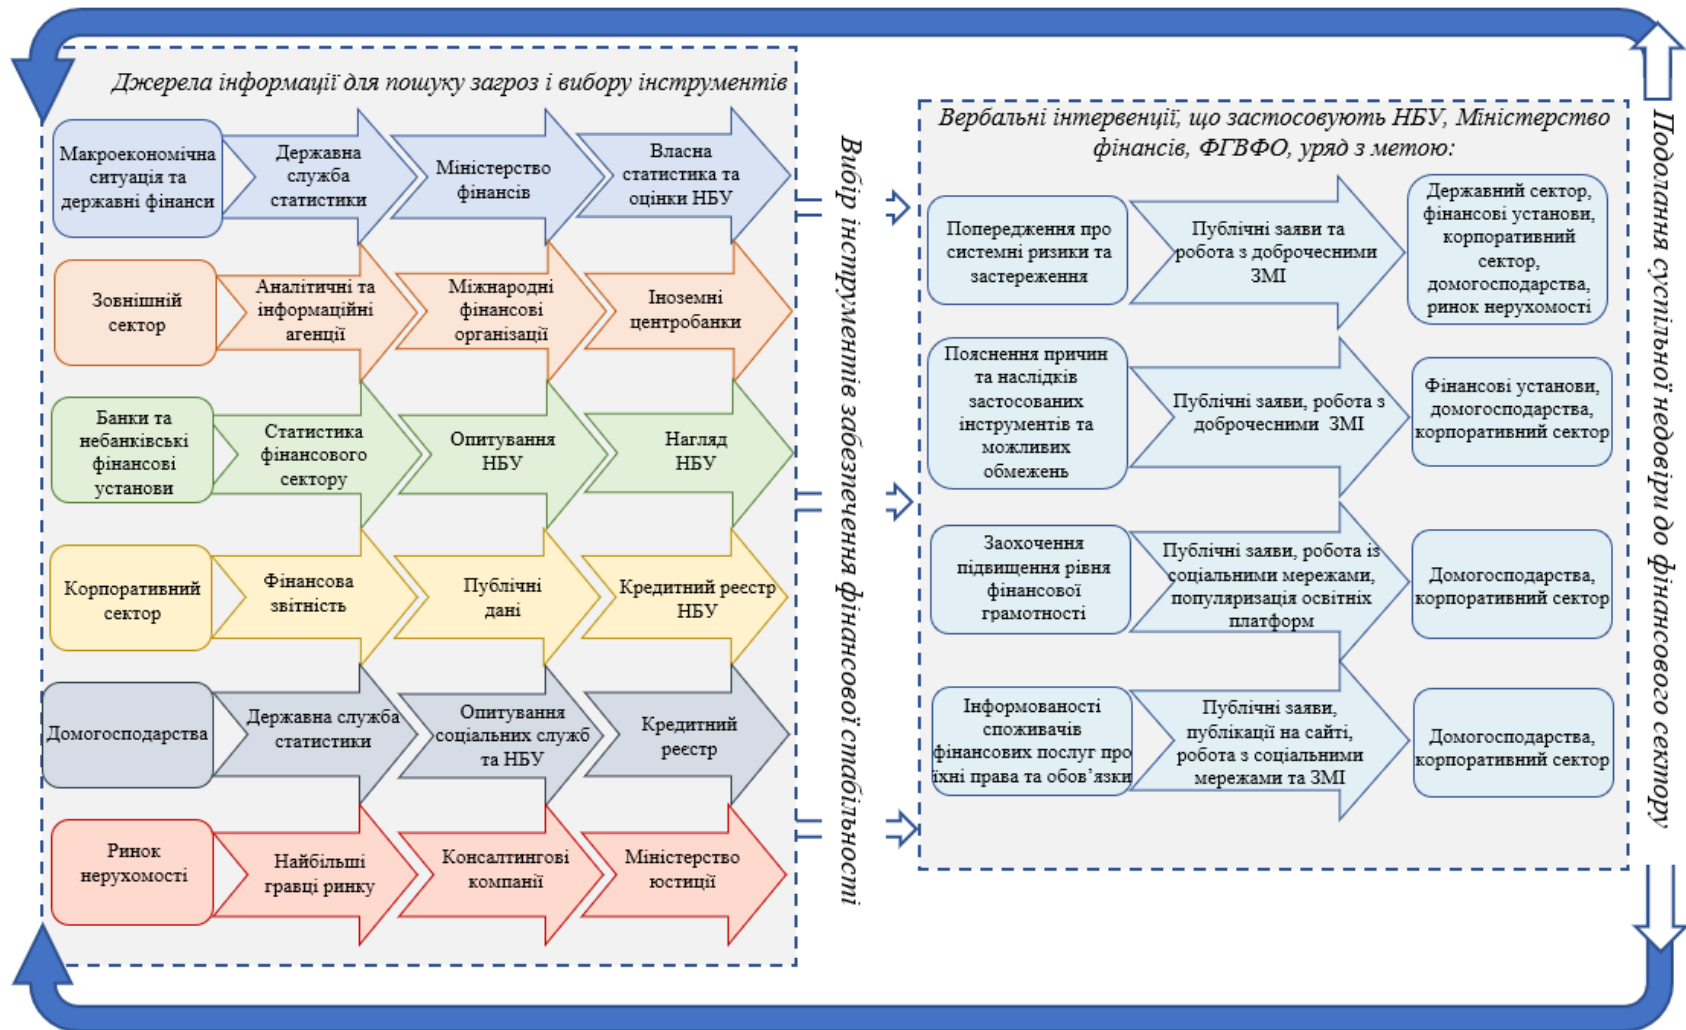 Джерела інформації для пошуку загроз і вибору інструментів
Макроекономічна
ситуація та
державні фінанси
Державна
служба
статистики
Міністерство
фінансів
Власна
статистика та
оцінки НБУ
Зовнішній
сектор
Аналітичні та
інформаційні
агенції
Міжнародні
фінансові
організації
Іноземні
центробанки
Банки та
небанківські
фінансові
установи
Статистика
фінансового
сектору
Опитування
НБУ
Нагляд
НБУ
Корпоративний
сектор
Фінансова
звітність
Публічні
дані
Кредитний реєстр
НБУ
Домогосподарства
Державна служба
статистики
Опитування
соціальних служб
та НБУ
Кредитний
реєстр
Ринок
нерухомості
Найбільші
гравці ринку
Консалтингові
компанії
Міністерство
юстиції
Вибір інструментів забезпечення фінансової стабільності
Вербальні інтервенції, що застосовують НБУ, Міністерство
фінансів, ФГВФО, уряд з метою:
Попередження про
системні ризики та
застереження
Публічні заяви та
робота з доброчесними
ЗМІ
Державний сектор,
фінансові установи,
корпоративний
сектор,
домогосподарства,
ринок нерухомості
Пояснення причин
та наслідків
застосованих
інструментів та
можливих
обмежень
Публічні заяви, робота з
доброчесними ЗМІ
Фінансові установи,
домогосподарства,
корпоративний сектор
Заохочення
підвищення рівня
фінансової
грамотності
Публічні заяви, робота із
соціальними мережами,
популяризація освітніх
платформ
Домогосподарства,
корпоративний сектор
Інформованості
споживачів
фінансових послуг про
їхні права та обов’язки
Публічні заяви,
публікації на сайті,
робота з соціальними
мережами та ЗМІ
Домогосподарства,
корпоративний сектор
Подолання суспільної недовіри до фінансового сектору